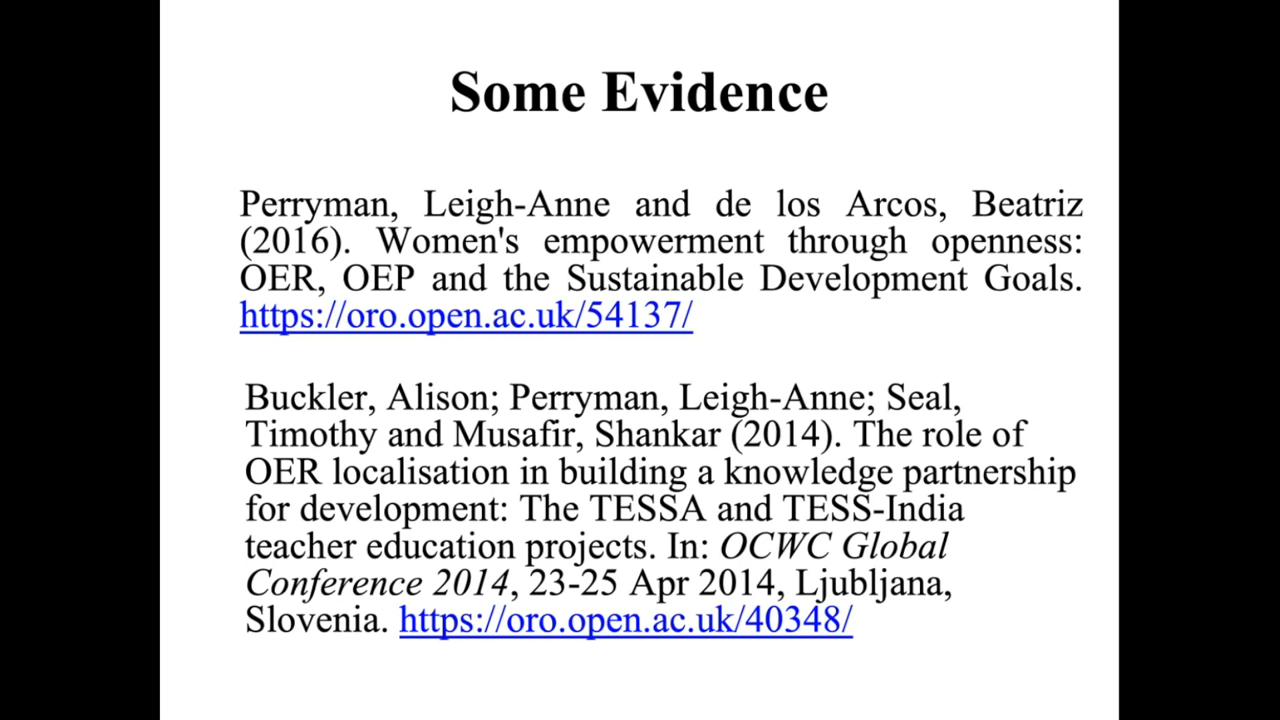 Some Evidence
Perryman, Leigh-Anne and de los Arcos, Beatriz
(2016). Women's empowerment through openness:
OER, OEP and the Sustainable Development Goals.
https://oro.open.ac.uk/54137/
Buckler, Alison; Perryman, Leigh-Anne; Seal,
Timothy and Musafir, Shankar (2014). The role of
OER localisation in building a knowledge partnership
for development: The TESSA and TESS-India
teacher education projects. In: OCWC Global
Conference 2014, 23-25 Apr 2014, Ljubljana,
Slovenia. https://oro.open.ac.uk/40348/